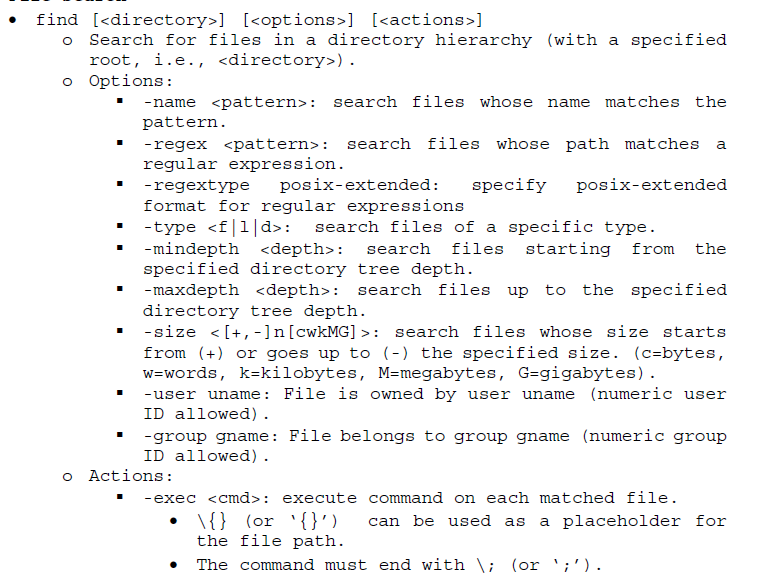 • find [<directory>] [<options>] [<actions>]
o Search for files in a directory hierarchy (with a specified
root, i.e., <directory>).
o Options:
▪ -name <pattern>: search files whose name matches the
pattern.
▪ -regex <pattern>: search files whose path matches a
regular expression.
▪ -regextype posix-extended: specify posix-extended
format for regular expressions
▪ -type <f|l|d>: search files of a specific type.
▪ -mindepth <depth>: search files starting from the
specified directory tree depth.
▪ -maxdepth <depth>: search files up to the specified
directory tree depth.
▪ -size <[+,-]n[cwkMG]>: search files whose size starts
from (+) or goes up to (-) the specified size. (c=bytes,
w=words, k=kilobytes, M=megabytes, G=gigabytes).
▪ -user uname: File is owned by user uname (numeric user
ID allowed).
▪ -group gname: File belongs to group gname (numeric group
ID allowed).
o Actions:
▪ -exec <cmd>: execute command on each matched file.
• \{} (or ‘{}’) can be used as a placeholder for
the file path.
• The command must end with \; (or ‘;’).